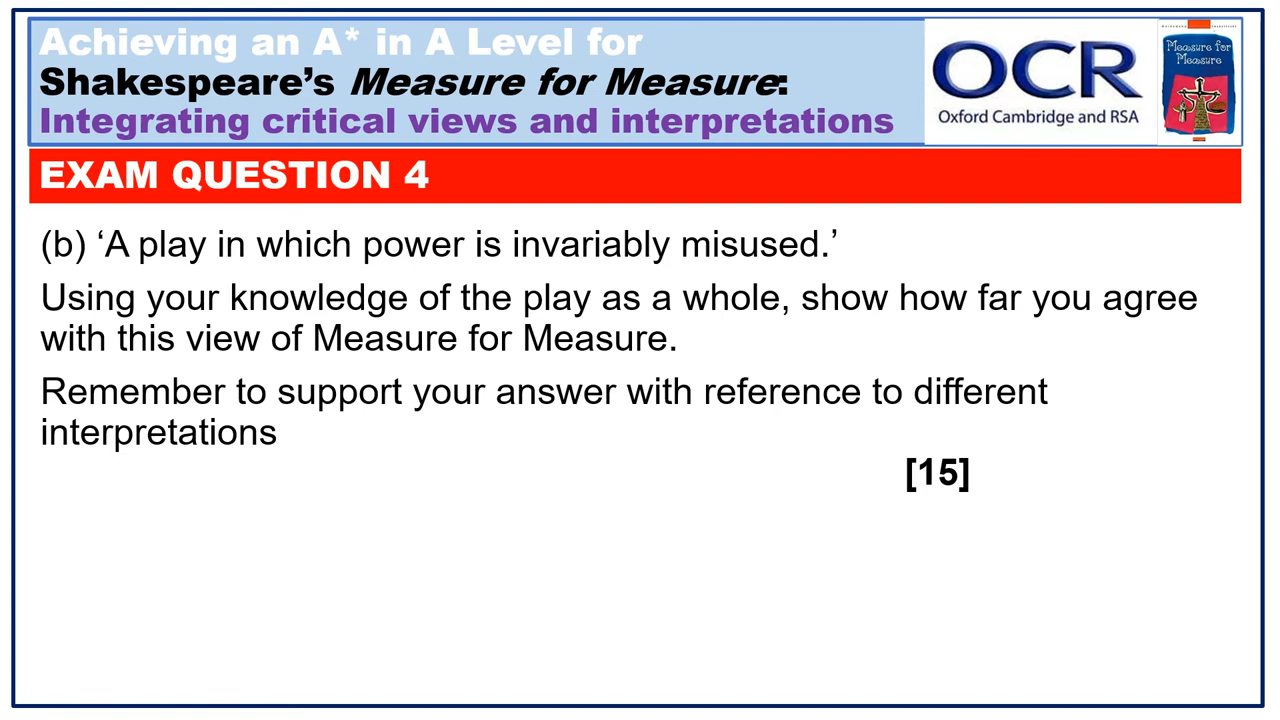 Achieving an A* in A Level for
Shakespeare’s Measure for Measure:
Integrating critical views and interpretations
OCR
Oxford Cambridge and RSA
Measure for
Measure
EXAM QUESTION 4
(b) ‘A play in which power is invariably misused.’
Using your knowledge of the play as a whole, show how far you agree
with this view of Measure for Measure.
Remember to support your answer with reference to different
interpretations
[15]